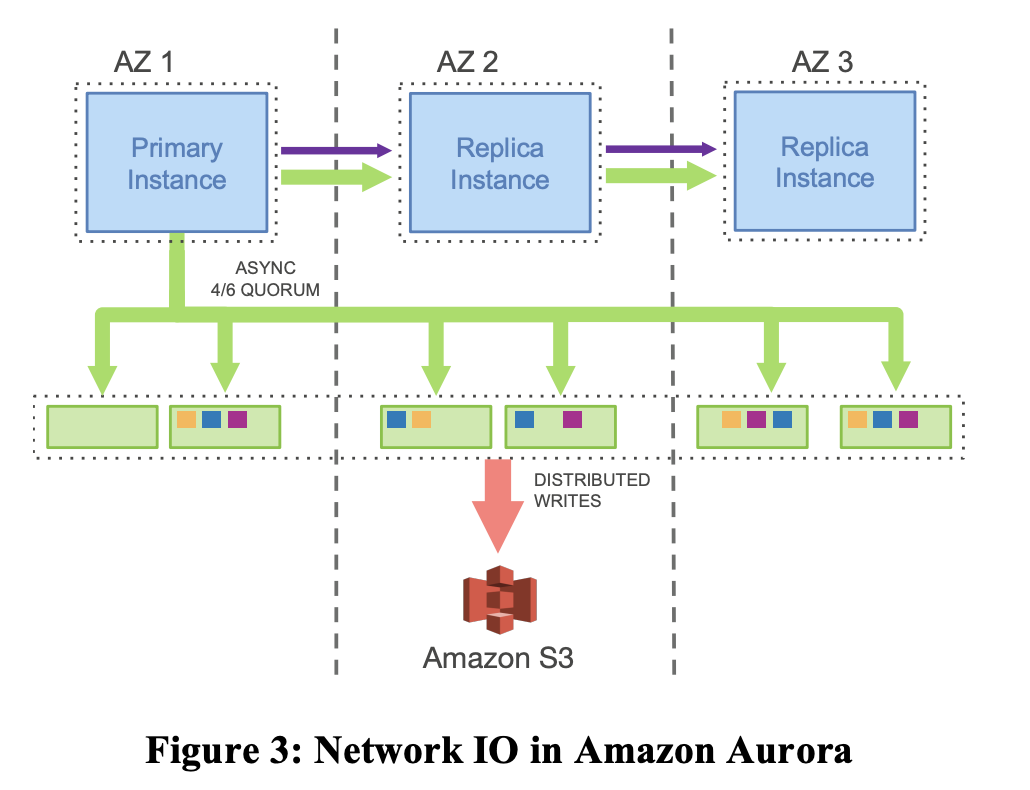 AZ 1
AZ 2
AZ 3
Primary
Instance
Replica
Instance
Replica
Instance
ASYNC
4/6 QUORUM
DISTRIBUTED
WRITES
Amazon S3
Figure 3: Network IO in Amazon Aurora